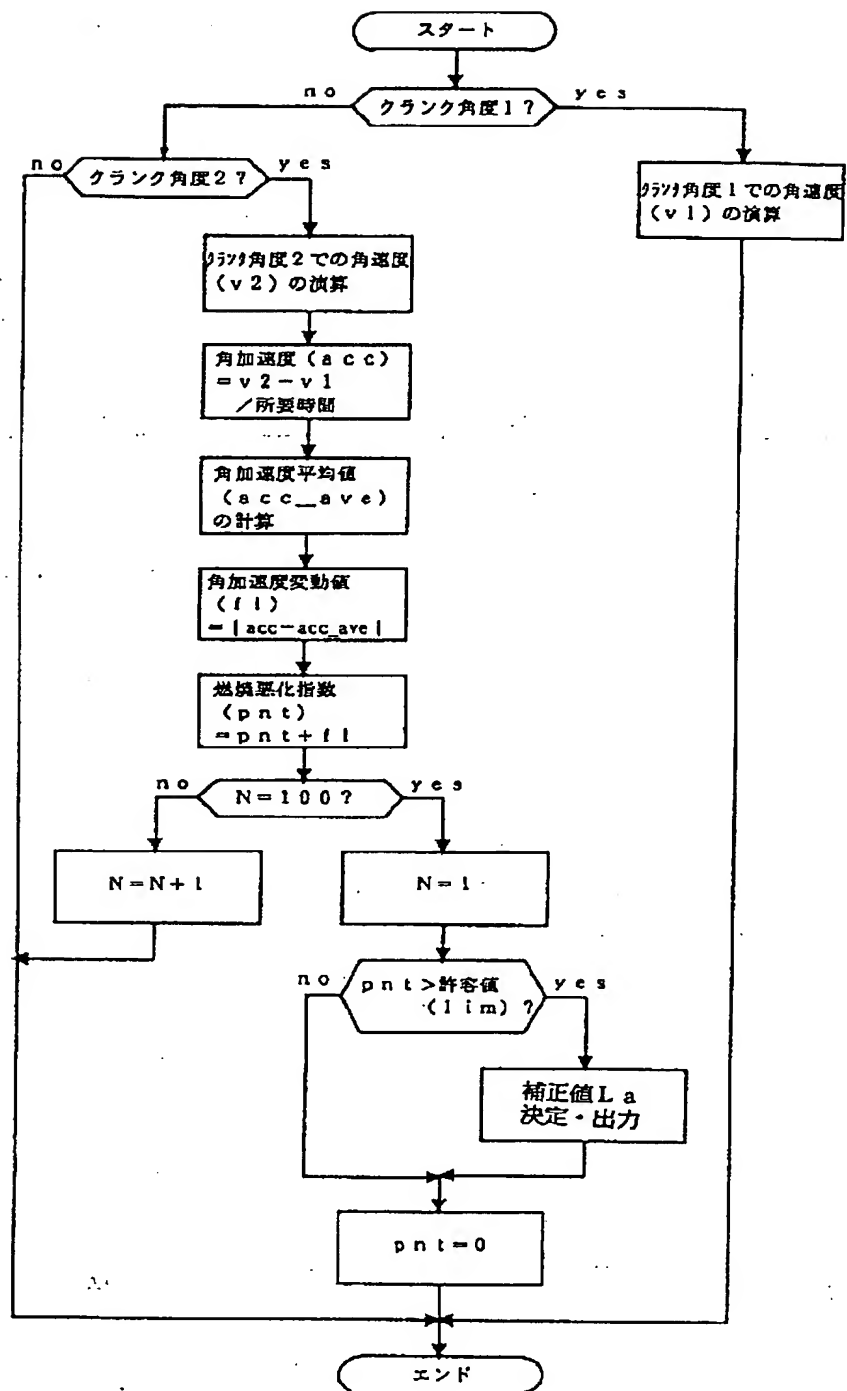 スタート
no
クランク角度1?
yes
no
クランク角度2?
yes
クランク角度1での角速度
(v1)の演算
クランク角度2での角速度
(v2)の演算
角加速度(acc)
=v2-v1
/所要時間
角加速度平均値
(acc_ave)
の計算
角加速度変動値
(fl)
=|acc-acc_ave|
燃焼悪化指数
(pnt)
=pnt+fl
no
N=100?
yes
N=N+1
N=1
no
pnt>許容値
(lim)?
yes
補正値La
決定・出力
pnt=0
エンド